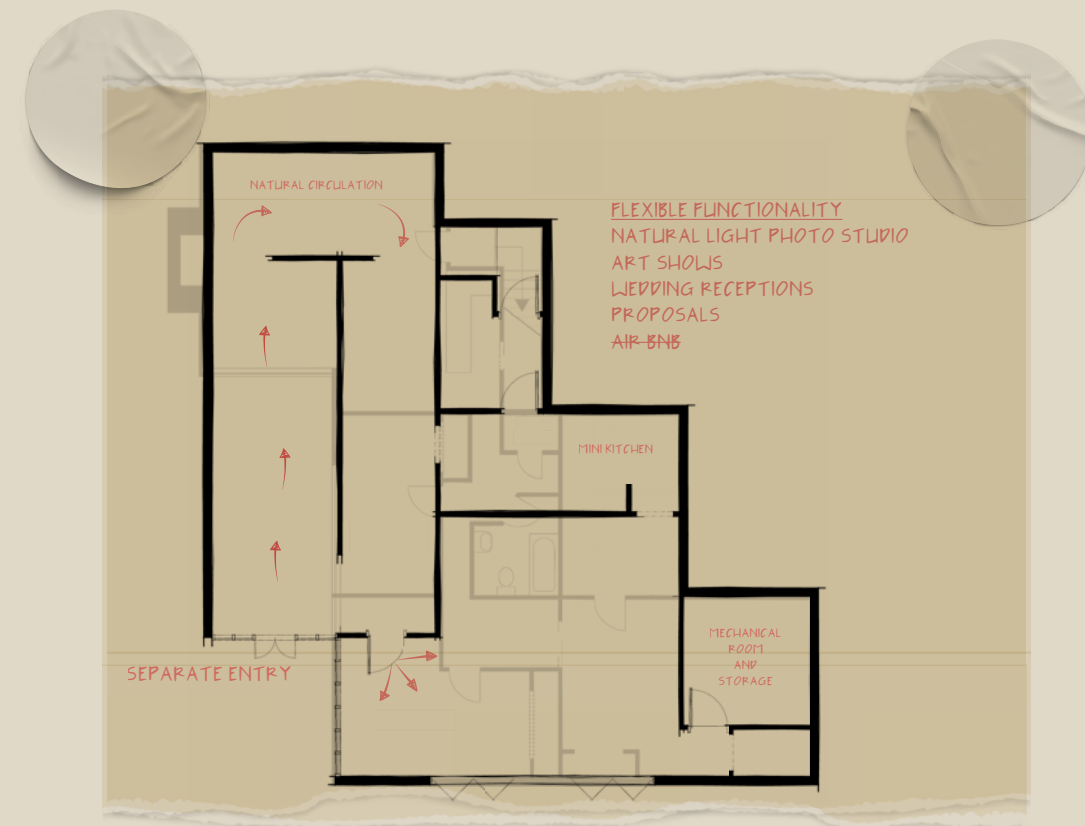 NATURAL CIRCULATION
FLEXIBLE FUNCTIONALITY
NATURAL LIGHT PHOTO STUDIO
ART SHOWS
WEDDING RECEPTIONS
PROPOSALS
AIR BNB
MINI KITCHEN
MECHANICAL
ROOM
AND
STORAGE
SEPARATE ENTRY